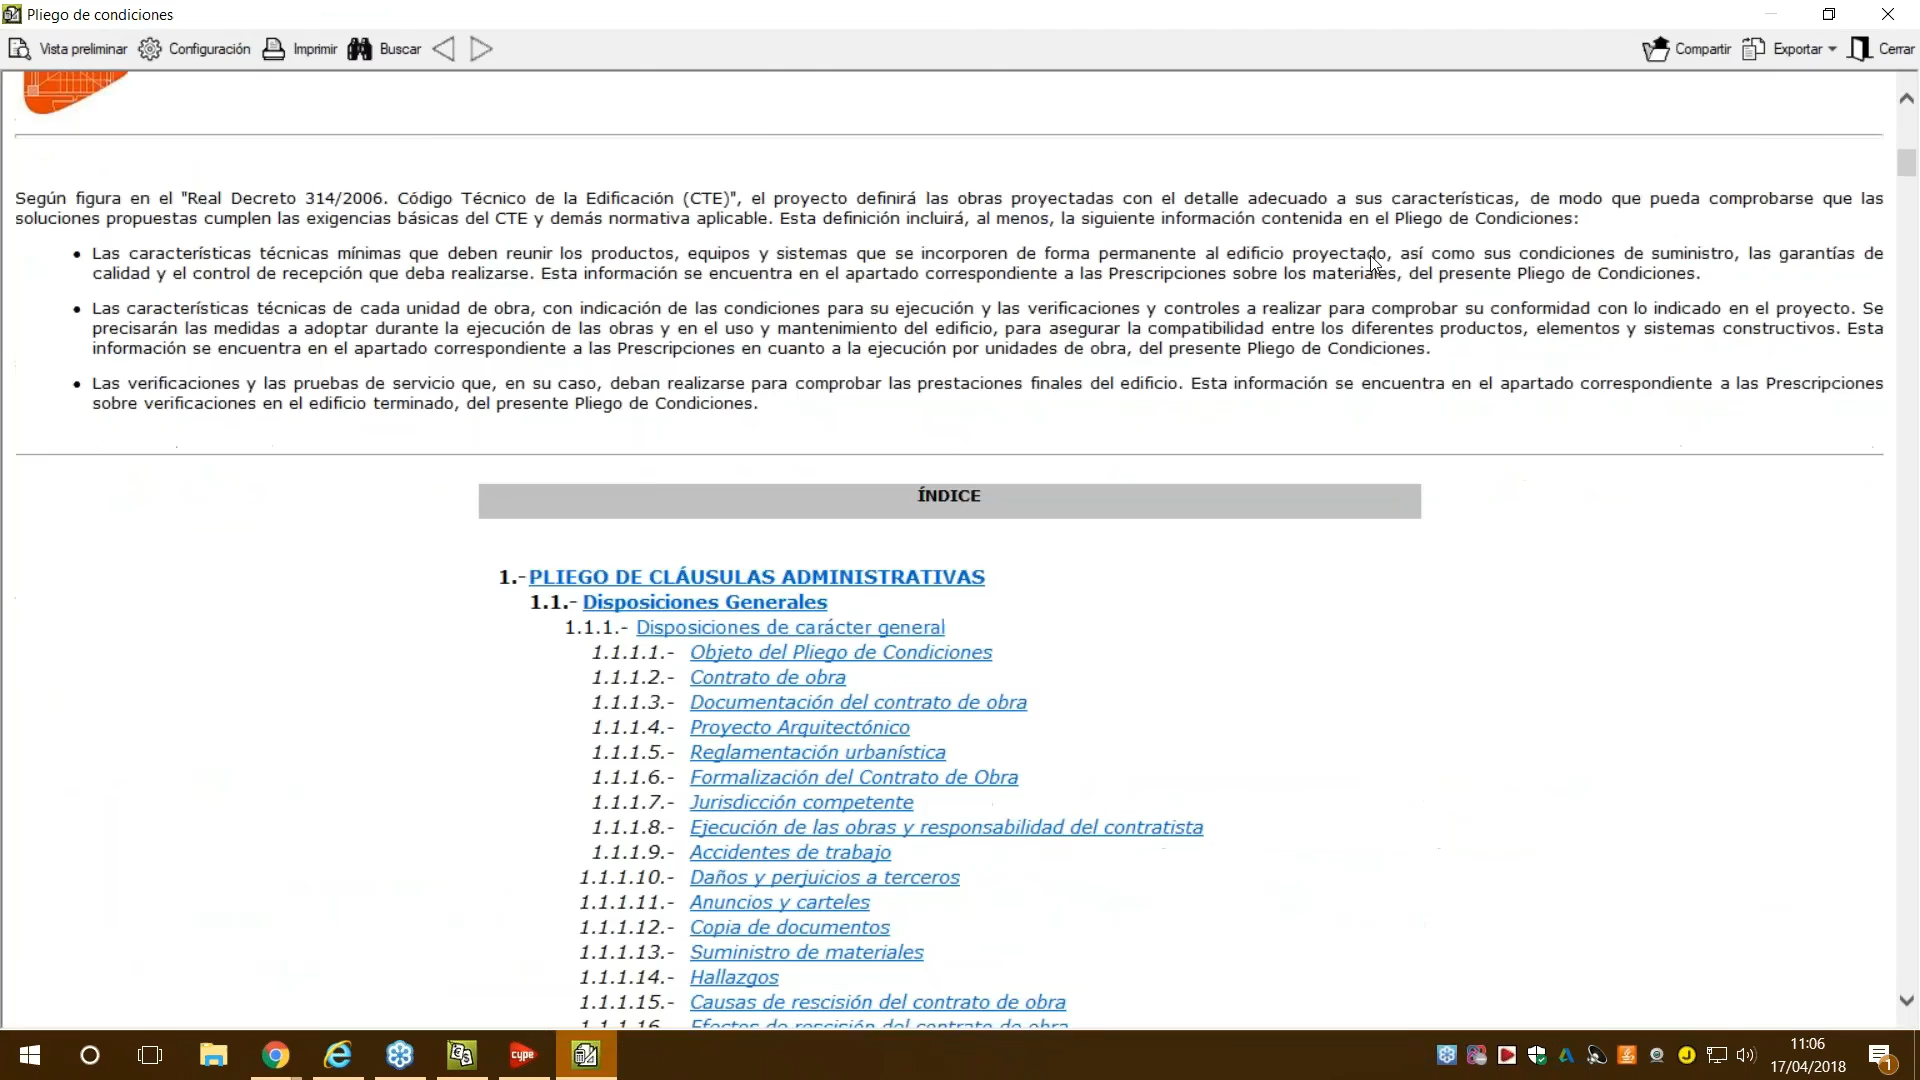 Pliego de condiciones
Vista preliminar Configuración Imprimir Buscar Compartir Exportar Cerrar
Según figura en el "Real Decreto 314/2006. Código Técnico de la Edificación (CTE)", el proyecto definirá las obras proyectadas con el detalle adecuado a sus características, de modo que pueda comprobarse que las
soluciones propuestas cumplen las exigencias básicas del CTE y demás normativa aplicable. Esta definición incluirá, al menos, la siguiente información contenida en el Pliego de Condiciones:
• Las características técnicas mínimas que deben reunir los productos, equipos y sistemas que se incorporen de forma permanente al edificio proyectado, así como sus condiciones de suministro, las garantías de
calidad y el control de recepción que deba realizarse. Esta información se encuentra en el apartado correspondiente a las Prescripciones sobre los materiales, del presente Pliego de Condiciones.
• Las características técnicas de cada unidad de obra, con indicación de las condiciones para su ejecución y las verificaciones y controles a realizar para comprobar su conformidad con lo indicado en el proyecto. Se
precisarán las medidas a adoptar durante la ejecución de las obras y en el uso y mantenimiento del edificio, para asegurar la compatibilidad entre los diferentes productos, elementos y sistemas constructivos. Esta
información se encuentra en el apartado correspondiente a las Prescripciones en cuanto a la ejecución por unidades de obra, del presente Pliego de Condiciones.
• Las verificaciones y las pruebas de servicio que, en su caso, deban realizarse para comprobar las prestaciones finales del edificio. Esta información se encuentra en el apartado correspondiente a las Prescripciones
sobre verificaciones en el edificio terminado, del presente Pliego de Condiciones.
ÍNDICE
1.- PLIEGO DE CLÁUSULAS ADMINISTRATIVAS
1.1.- Disposiciones Generales
1.1.1.- Disposiciones de carácter general
1.1.1.1.- Objeto del Pliego de Condiciones
1.1.1.2.- Contrato de obra
1.1.1.3.- Documentación del contrato de obra
1.1.1.4.- Proyecto Arquitectónico
1.1.1.5.- Reglamentación urbanística
1.1.1.6.- Formalización del Contrato de Obra
1.1.1.7.- Jurisdicción competente
1.1.1.8.- Ejecución de las obras y responsabilidad del contratista
1.1.1.9.- Accidentes de trabajo
1.1.1.10.- Daños y perjuicios a terceros
1.1.1.11.- Anuncios y carteles
1.1.1.12.- Copia de documentos
1.1.1.13.- Suministro de materiales
1.1.1.14.- Hallazgos
1.1.1.15.- Causas de rescisión del contrato de obra
1.1.1.16.- Efectos de rescisión del contrato de obra
cype
11:06
17/04/2018
1